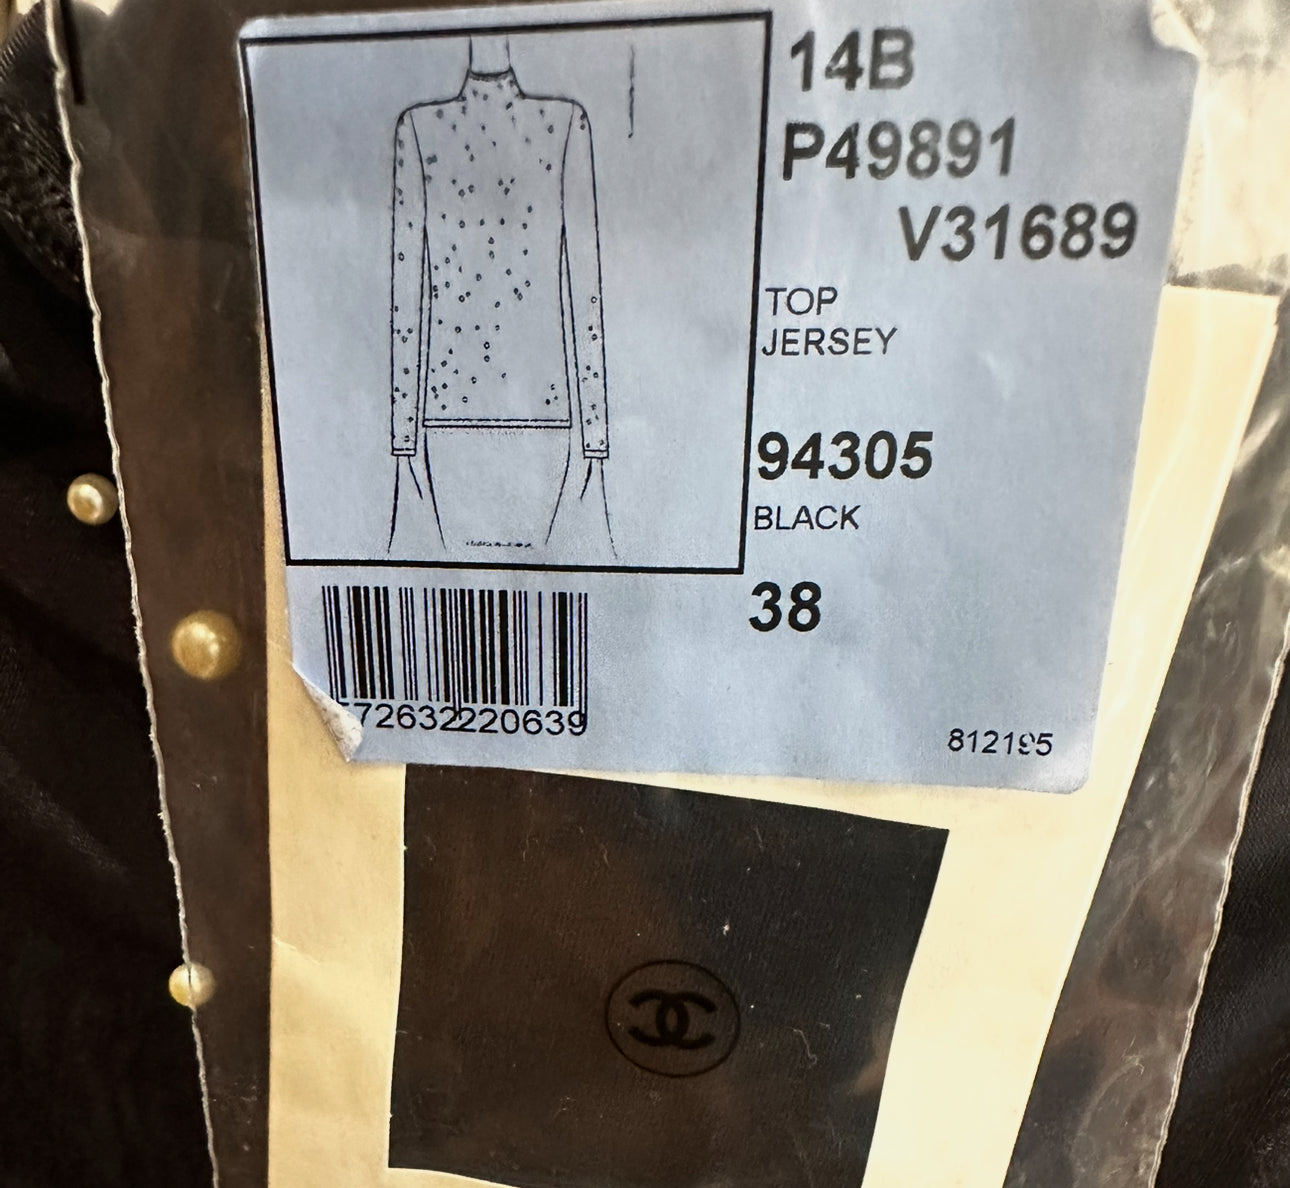 14B
P49891
V31689
TOP
JERSEY
94305
BLACK
38
72632220639
812195